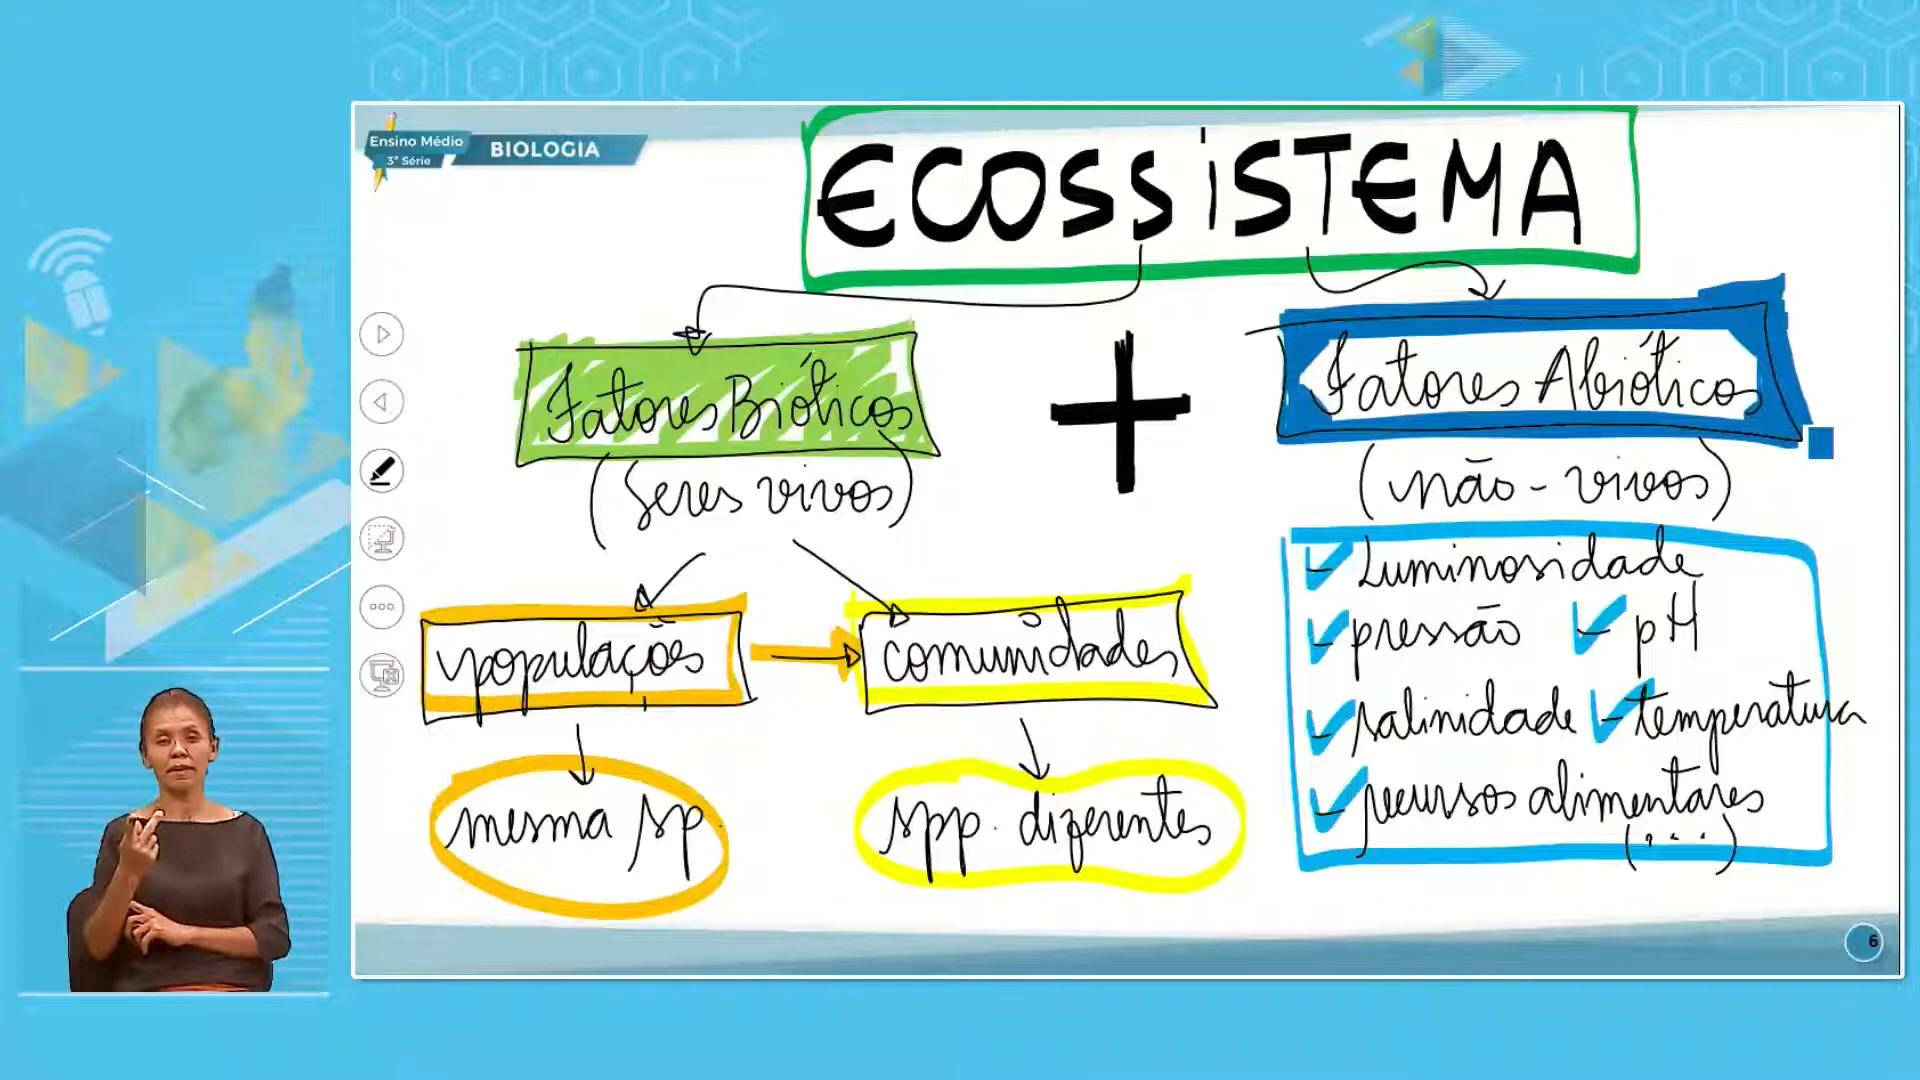 Ensino Médio
3ª Série
BIOLOGIA
ECOSSISTEMA
Fatores Bióticos
+
Fatores Abióticos
(seres vivos)
(não-vivos)
populações
comunidades
mesma sp.
spp. diferentes
- Luminosidade
- pressão - pH
- salinidade - temperatura
- recursos alimentares
(...)
6